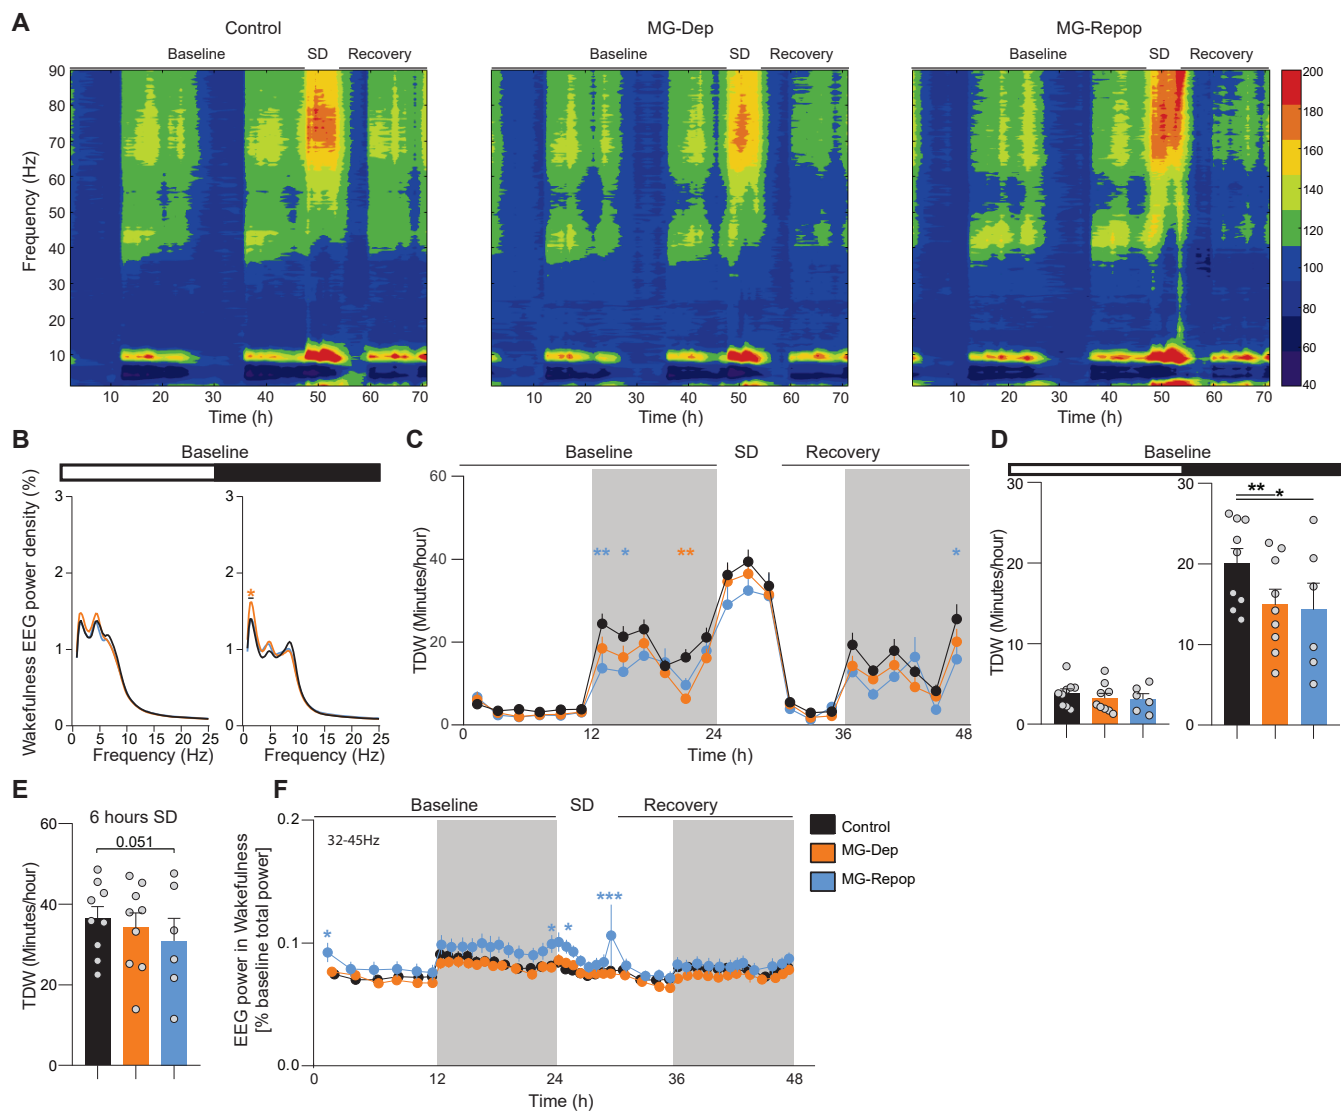 A
Control
MG-Dep
MG-Repop
Baseline SD Recovery
Baseline SD Recovery
Baseline SD Recovery
Frequency (Hz)
90
80
70
60
50
40
30
20
10
10 20 30 40 50 60 70
Time (h)
10 20 30 40 50 60 70
Time (h)
10 20 30 40 50 60 70
Time (h)
200
180
160
140
120
100
80
60
40
B
Baseline
Wakefulness EEG power density (%)
3
2
1
0
0 5 10 15 20 25
Frequency (Hz)
3
2
1
0
*
0 5 10 15 20 25
Frequency (Hz)
C
Baseline SD Recovery
TDW (Minutes/hour)
60
40
20
0
** * ** *
0 12 24 36 48
Time (h)
D
Baseline
TDW (Minutes/hour)
30
20
10
0
30
20
10
0
** *
E
6 hours SD
0.051
TDW (Minutes/hour)
60
40
20
0
F
Baseline SD Recovery
32-45Hz
EEG power in Wakefulness
[% baseline total power]
0.2
0.1
0.0
* * * ***
0 12 24 36 48
Time (h)
Control
MG-Dep
MG-Repop